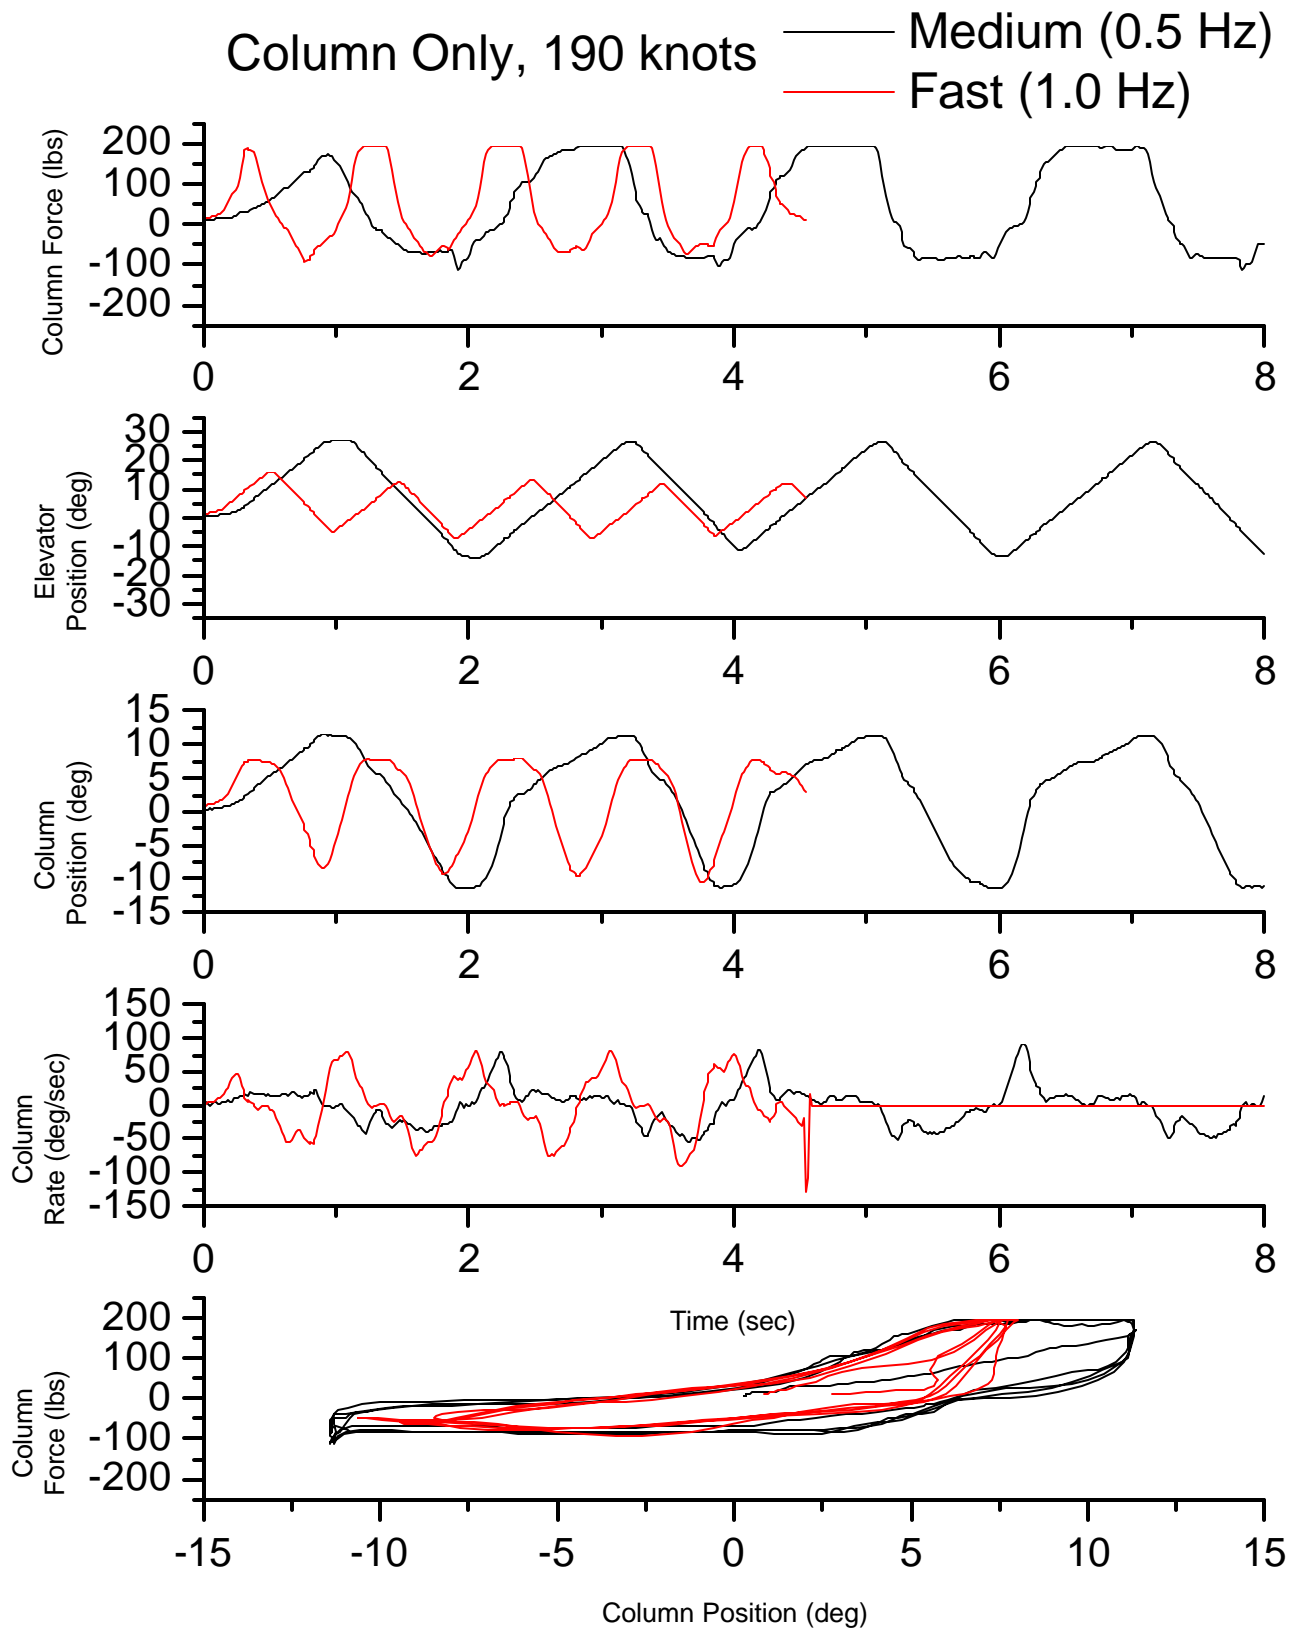 Column Only, 190 knots
Medium (0.5 Hz)
Fast (1.0 Hz)
Column Force (lbs)
200
100
0
-100
-200
0 2 4 6 8
Elevator
Position (deg)
30
20
10
0
-10
-20
-30
0 2 4 6 8
Column
Position (deg)
15
10
5
0
-5
-10
-15
0 2 4 6 8
Column
Rate (deg/sec)
150
100
50
0
-50
-100
-150
0 2 4 6 8
Time (sec)
Column
Force (lbs)
200
100
0
-100
-200
-15 -10 -5 0 5 10 15
Column Position (deg)